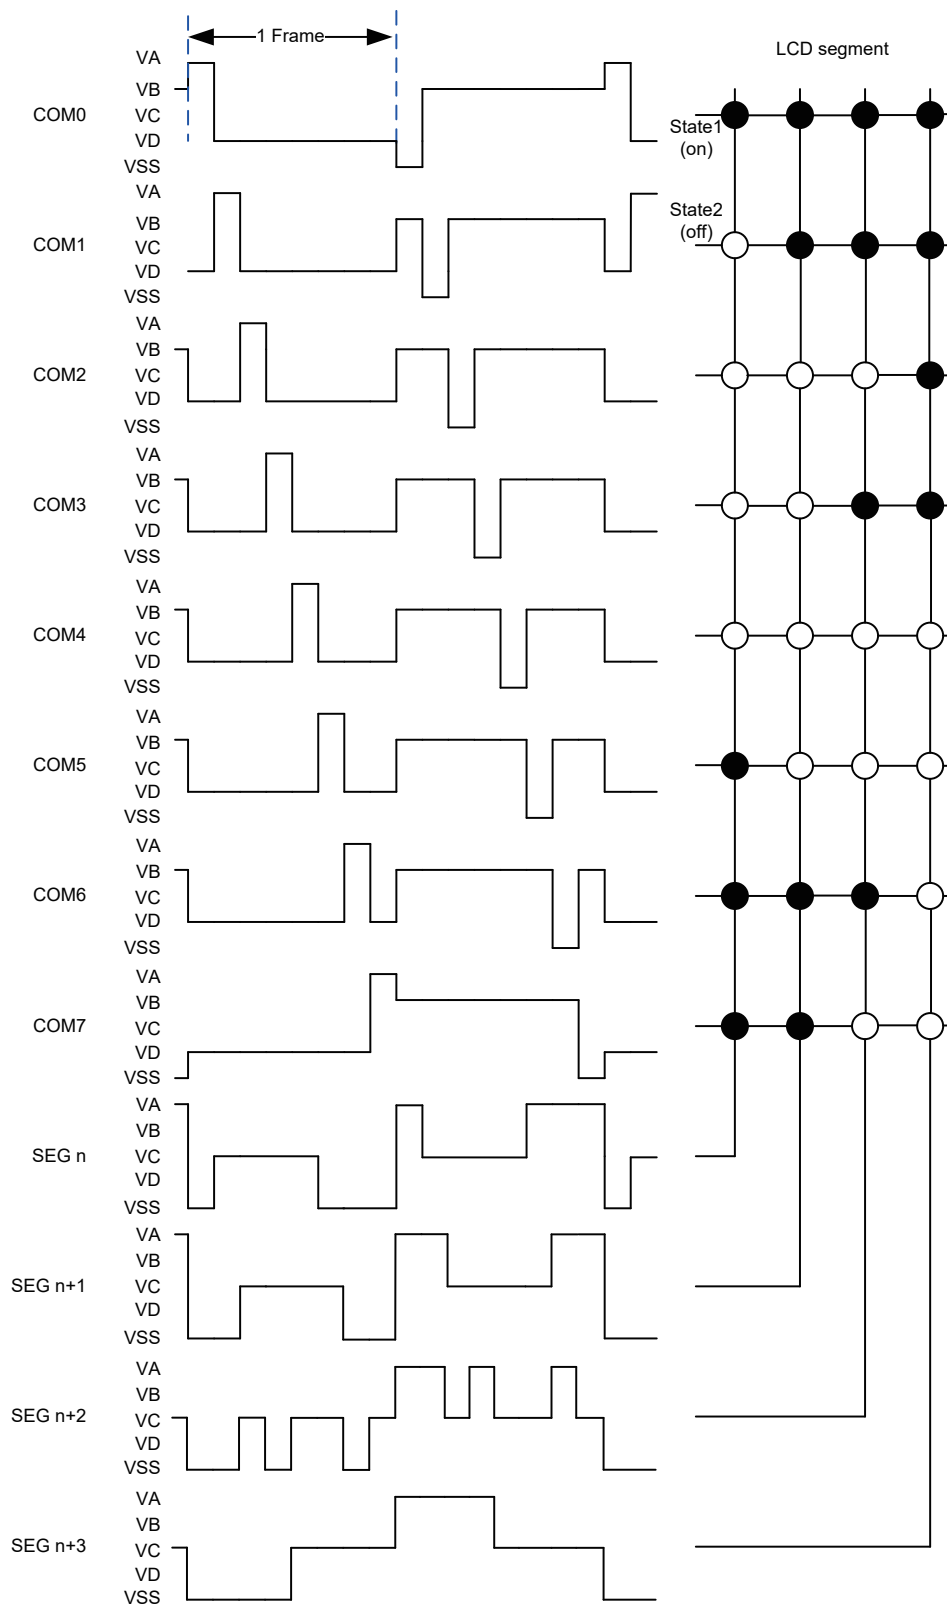 1 Frame
LCD segment
COM0
VA
VB
VC
VD
VSS
State1
(on)
COM1
VA
VB
VC
VD
VSS
State2
(off)
COM2
VA
VB
VC
VD
VSS
COM3
VA
VB
VC
VD
VSS
COM4
VA
VB
VC
VD
VSS
COM5
VA
VB
VC
VD
VSS
COM6
VA
VB
VC
VD
VSS
COM7
VA
VB
VC
VD
VSS
SEG n
VA
VB
VC
VD
VSS
SEG n+1
VA
VB
VC
VD
VSS
SEG n+2
VA
VB
VC
VD
VSS
SEG n+3
VA
VB
VC
VD
VSS